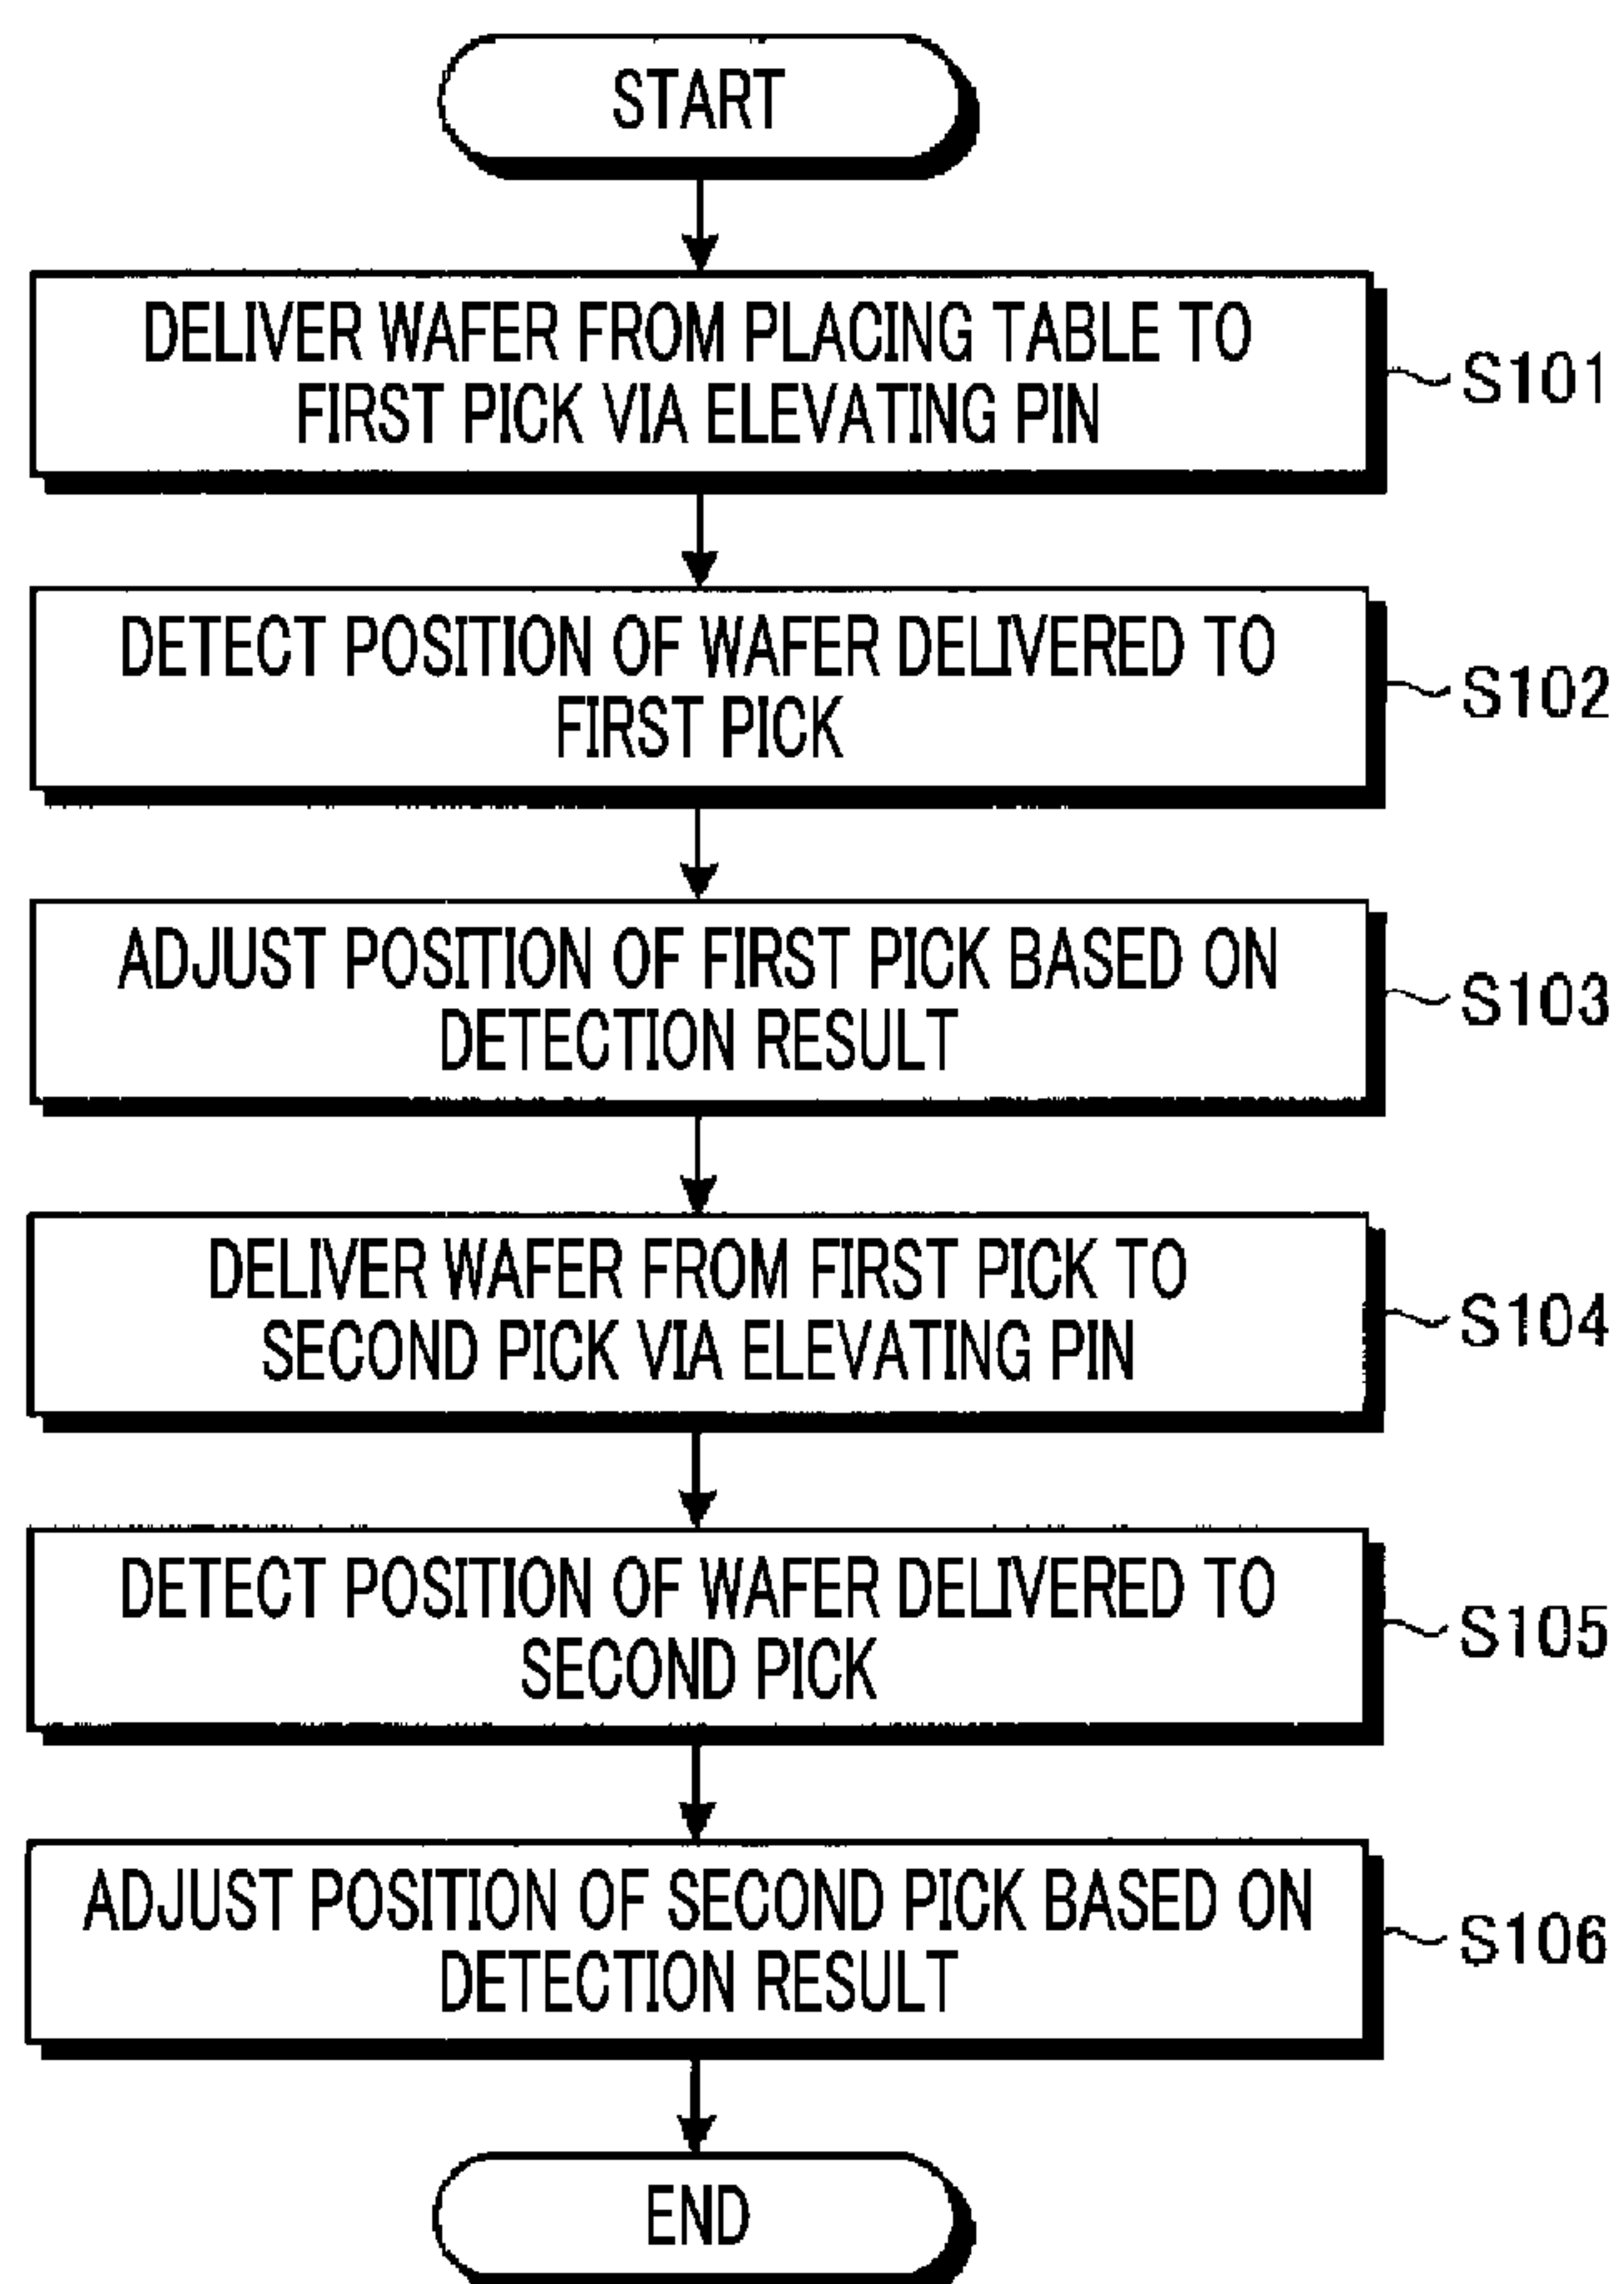 START
DELIVER WAFER FROM PLACING TABLE TO
FIRST PICK VIA ELEVATING PIN
S101
DETECT POSITION OF WAFER DELIVERED TO
FIRST PICK
S102
ADJUST POSITION OF FIRST PICK BASED ON
DETECTION RESULT
S103
DELIVER WAFER FROM FIRST PICK TO
SECOND PICK VIA ELEVATING PIN
S104
DETECT POSITION OF WAFER DELIVERED TO
SECOND PICK
S105
ADJUST POSITION OF SECOND PICK BASED ON
DETECTION RESULT
S106
END